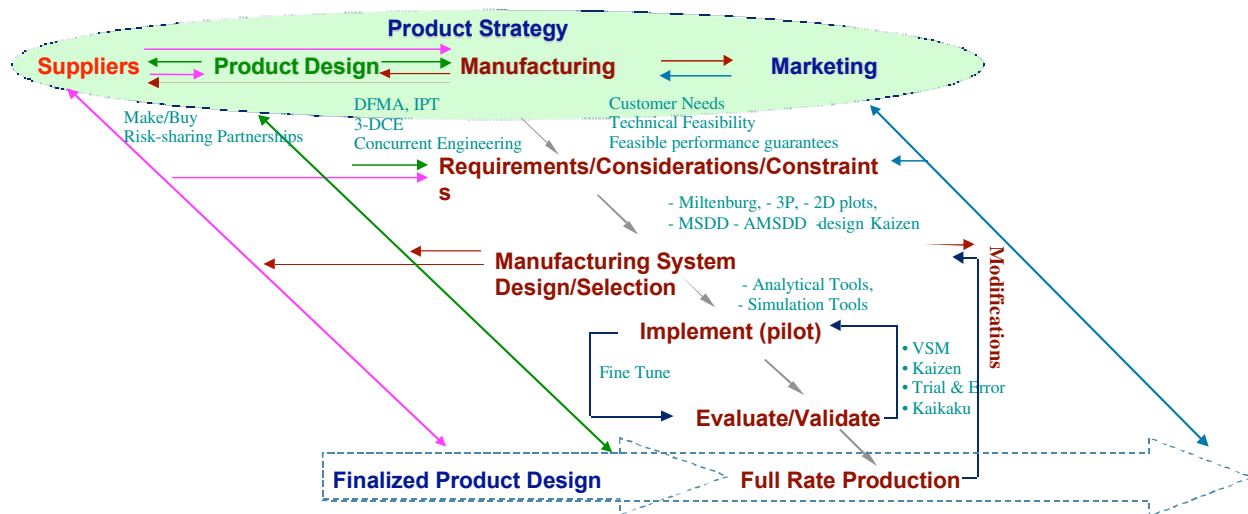 Product Strategy
Suppliers
Product Design
Manufacturing
Marketing
Make/Buy
Risk-sharing Partnerships
DFMA, IPT
3-DCE
Concurrent Engineering
Customer Needs
Technical Feasibility
Feasible performance guarantees
Requirements/Considerations/Constraint
s
- Miltenburg, - 3P, - 2D plots,
- MSDD - AMSDD -design Kaizen
Manufacturing System
Design/Selection
Modifications
- Analytical Tools,
- Simulation Tools
Implement (pilot)
Fine Tune
• VSM
• Kaizen
• Trial & Error
• Kaikaku
Evaluate/Validate
Finalized Product Design
Full Rate Production